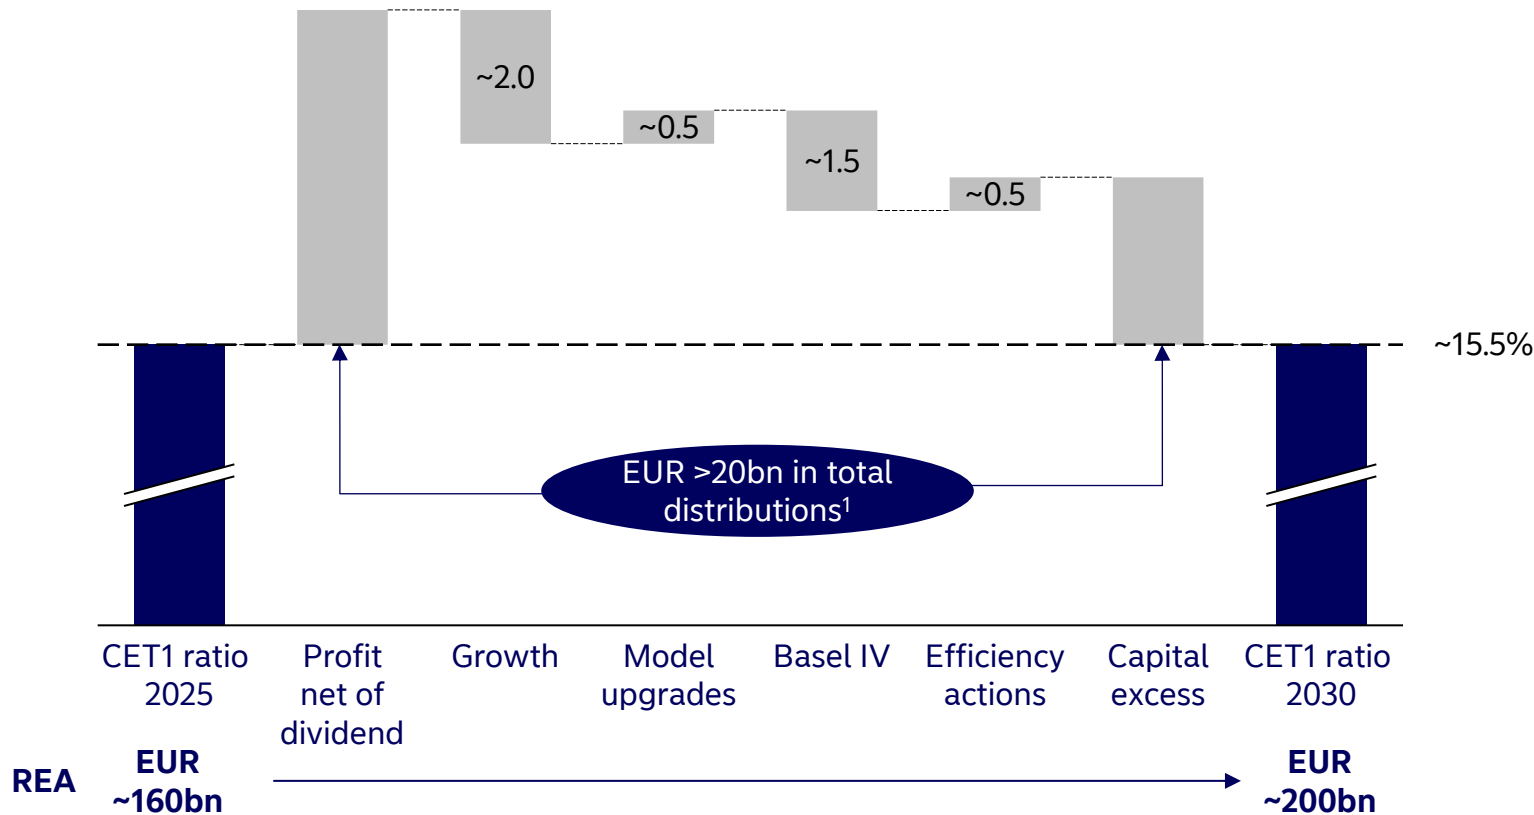 ~2.0
~0.5
~1.5
~0.5
~15.5%
EUR >20bn in total
distributions¹
CET1 ratio
2025
Profit
net of
dividend
Growth
Model
upgrades
Basel IV
Efficiency
actions
Capital
excess
CET1 ratio
2030
REA
EUR
~160bn
EUR
~200bn